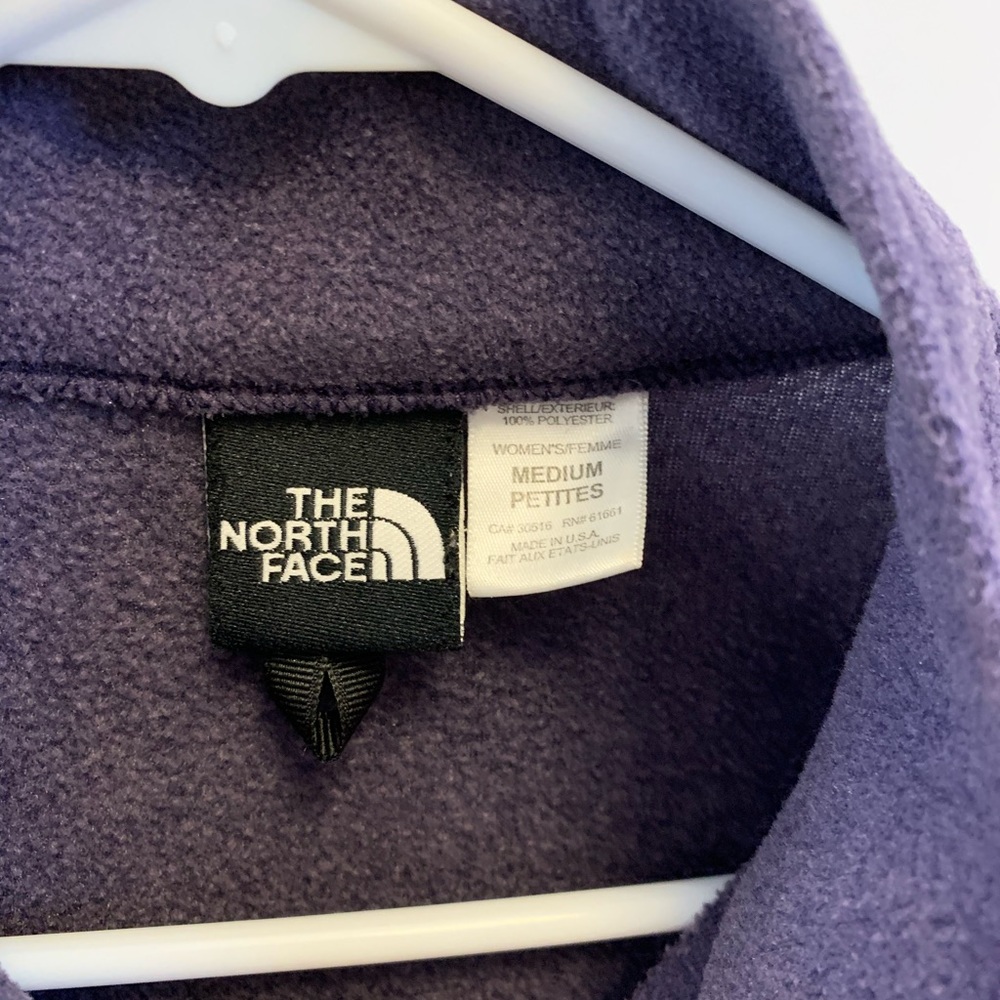 THE
NORTH
FACE
SHELL/EXTERIEUR:
100% POLYESTER
WOMEN'S/FEMME
MEDIUM
PETITES
CA# 30516 RN# 61661
MADE IN U.S.A.
FAIT AUX ETATS-UNIS